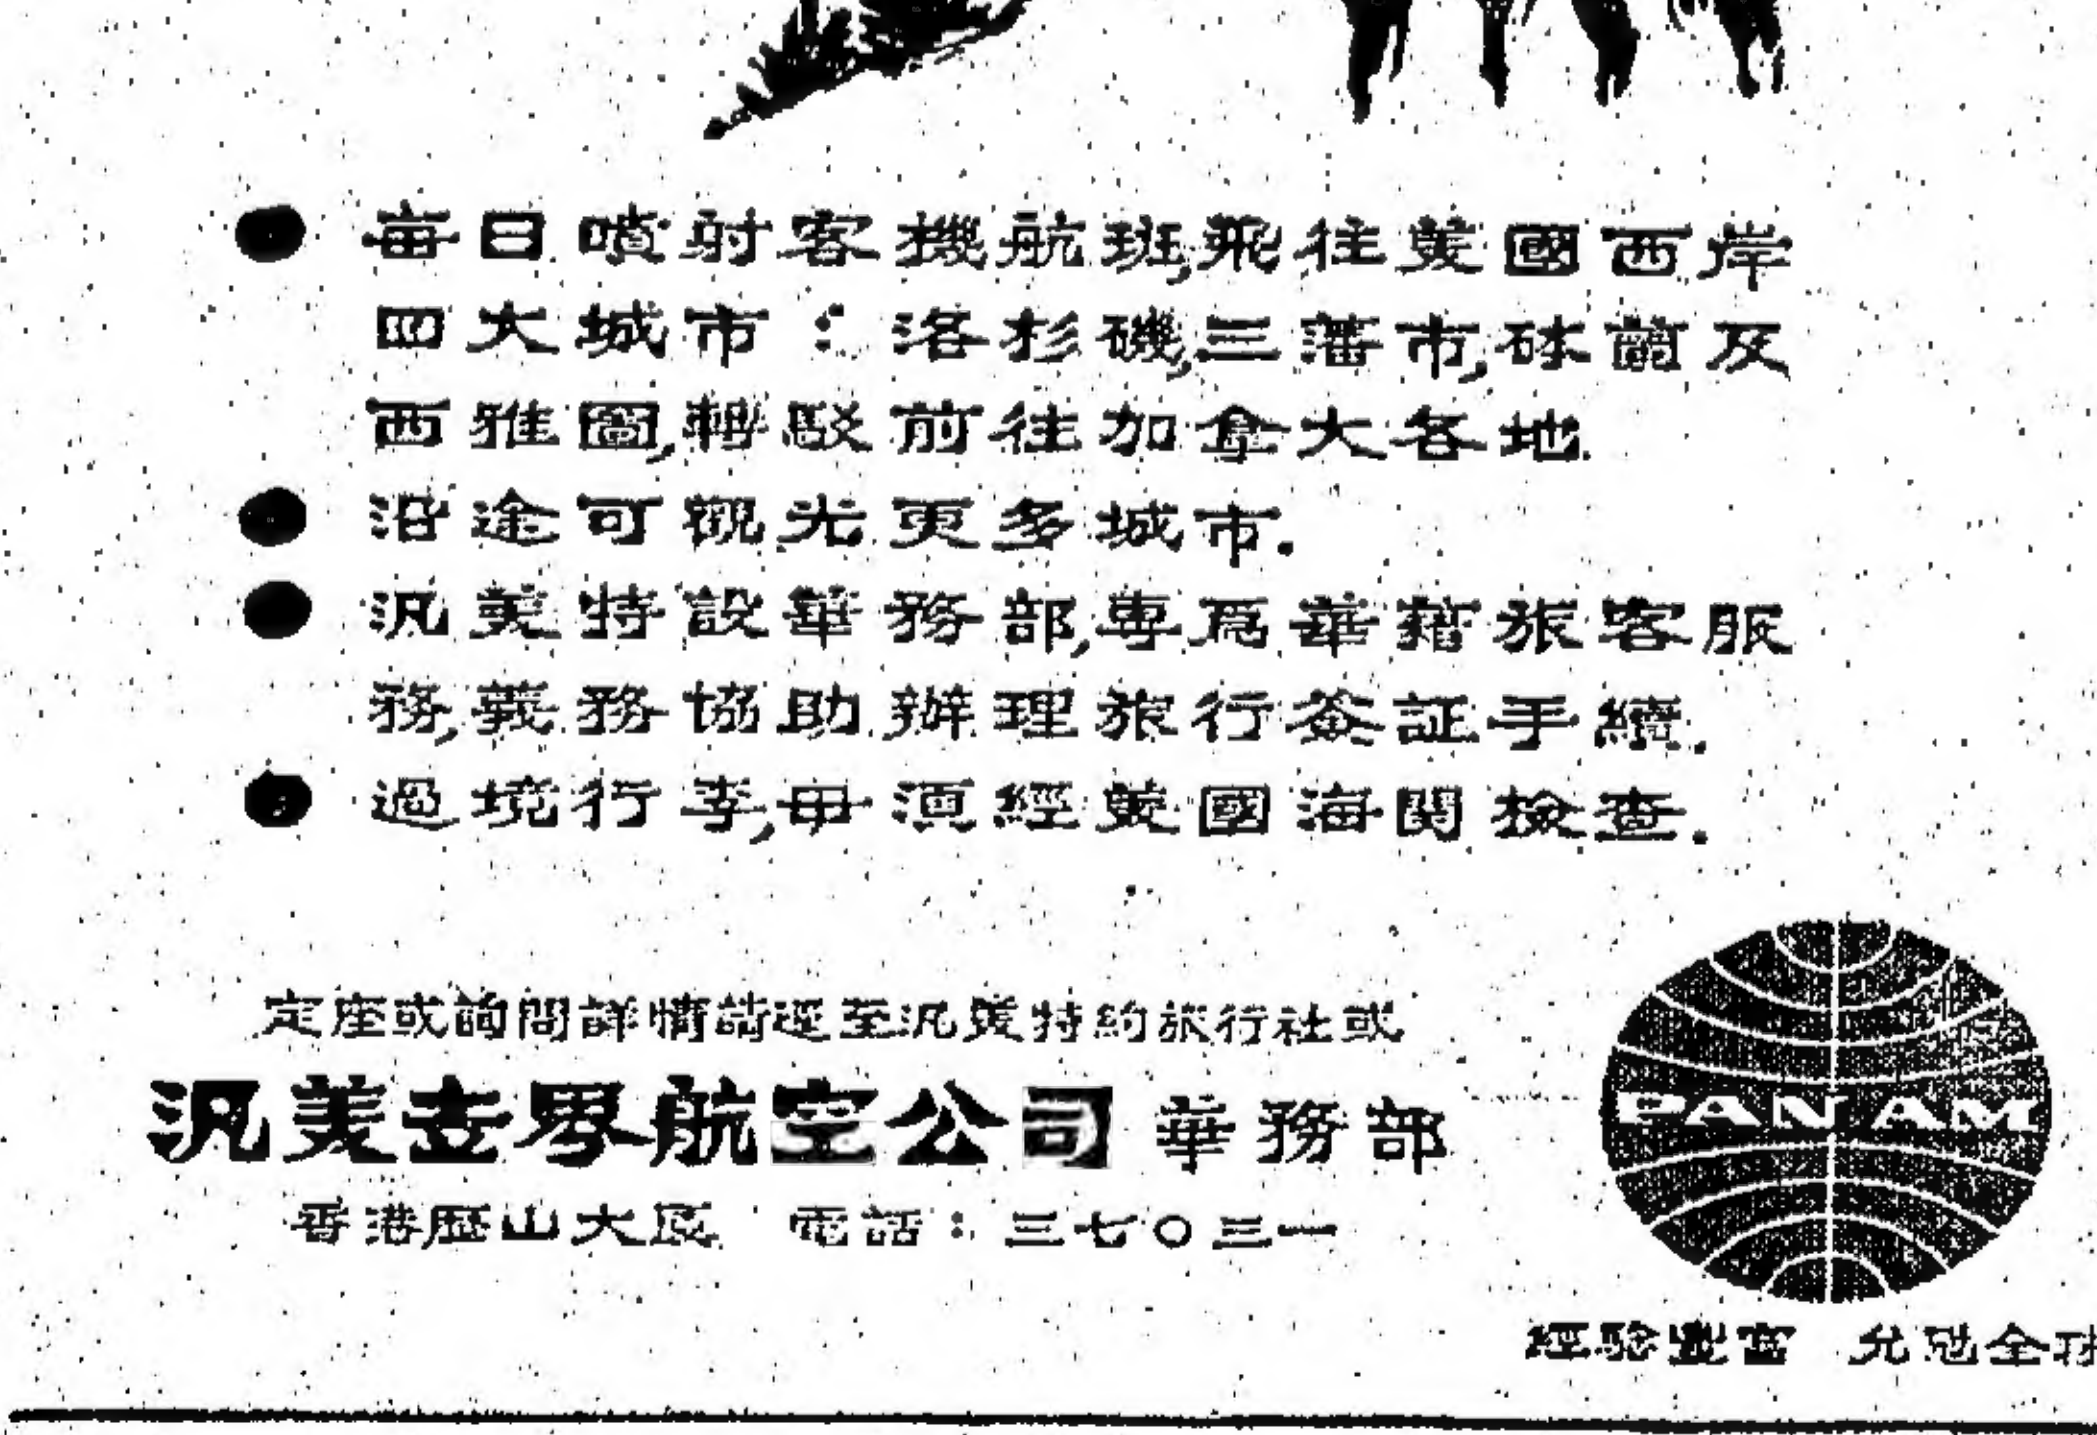 ●每日噴射客機航班,飛往美國西岸
四大城市：洛杉磯,三藩市,砵蘭及
西雅圖,轉駁前往加拿大各地.
●沿途可觀光更多城市.
●汎美特設華務部,專為華籍旅客服
務,義務協助辦理旅行簽証手續.
●過境行李,毋須經美國海關檢查.
定座或詢問詳情請逕至汎美特約旅行社或
汎美世界航空公司 華務部
香港歷山大廈 電話：三七〇三一
PAN AM
經驗豐富 允冠全球